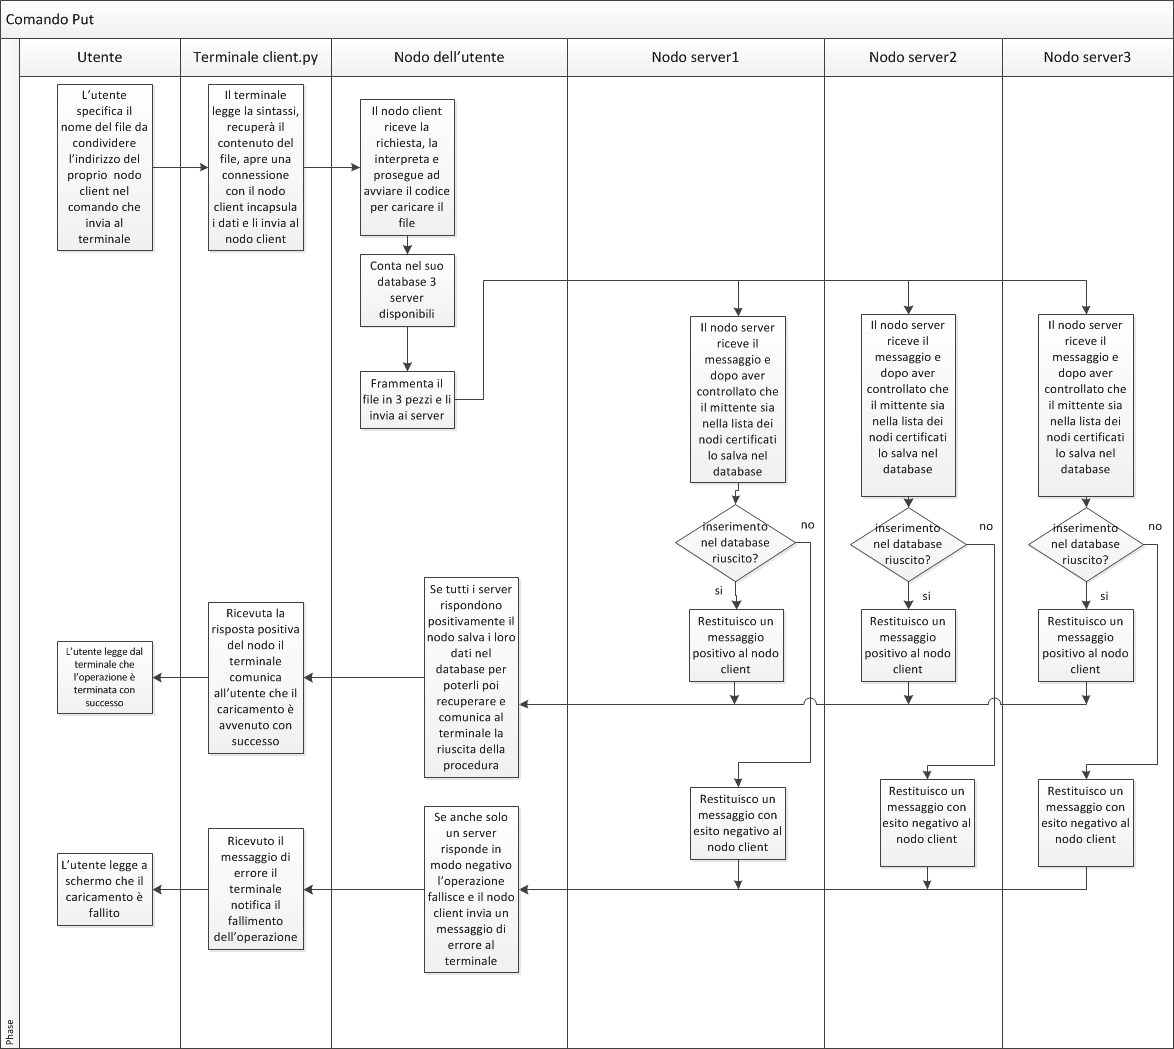 Comando Put
Utente
Terminale client.py
Nodo dell'utente
Nodo server1
Nodo server2
Nodo server3
L'utente
specifica il
nome del file da
condividere
l'indirizzo del
proprio nodo
client nel
comando che
invia al
terminale
Il terminale
legge la sintassi,
recuperà il
contenuto del
file, apre una
connessione
con il nodo
client incapsula
i dati e li invia al
nodo client
Il nodo client
riceve la
richiesta, la
interpreta e
prosegue ad
avviare il codice
per caricare il
file
Conta nel suo
database 3
server
disponibili
Frammenta il
file in 3 pezzi e li
invia ai server
Il nodo server
riceve il
messaggio e
dopo aver
controllato che
il mittente sia
nella lista dei
nodi certificati
lo salva nel
database
Il nodo server
riceve il
messaggio e
dopo aver
controllato che
il mittente sia
nella lista dei
nodi certificati
lo salva nel
database
Il nodo server
riceve il
messaggio e
dopo aver
controllato che
il mittente sia
nella lista dei
nodi certificati
lo salva nel
database
inserimento
nel database
riuscito?
no
si
inserimento
nel database
riuscito?
no
si
inserimento
nel database
riuscito?
no
si
Restituisco un
messaggio
positivo al nodo
client
Restituisco un
messaggio
positivo al nodo
client
Restituisco un
messaggio
positivo al nodo
client
Se tutti i server
rispondono
positivamente il
nodo salva i loro
dati nel
database per
poterli poi
recuperare e
comunica al
terminale la
riuscita della
procedura
Ricevuta la
risposta positiva
del nodo il
terminale
comunica
all'utente che il
caricamento è
avvenuto con
successo
L'utente legge dal
terminale che
l'operazione è
terminata con
successo
Restituisco un
messaggio con
esito negativo al
nodo client
Restituisco un
messaggio con
esito negativo al
nodo client
Restituisco un
messaggio con
esito negativo al
nodo client
Se anche solo
un server
risponde in
modo negativo
l'operazione
fallisce e il nodo
client invia un
messaggio di
errore al
terminale
Ricevuto il
messaggio di
errore il
terminale
notifica il
fallimento
dell'operazione
L'utente legge a
schermo che il
caricamento è
fallito
Phase